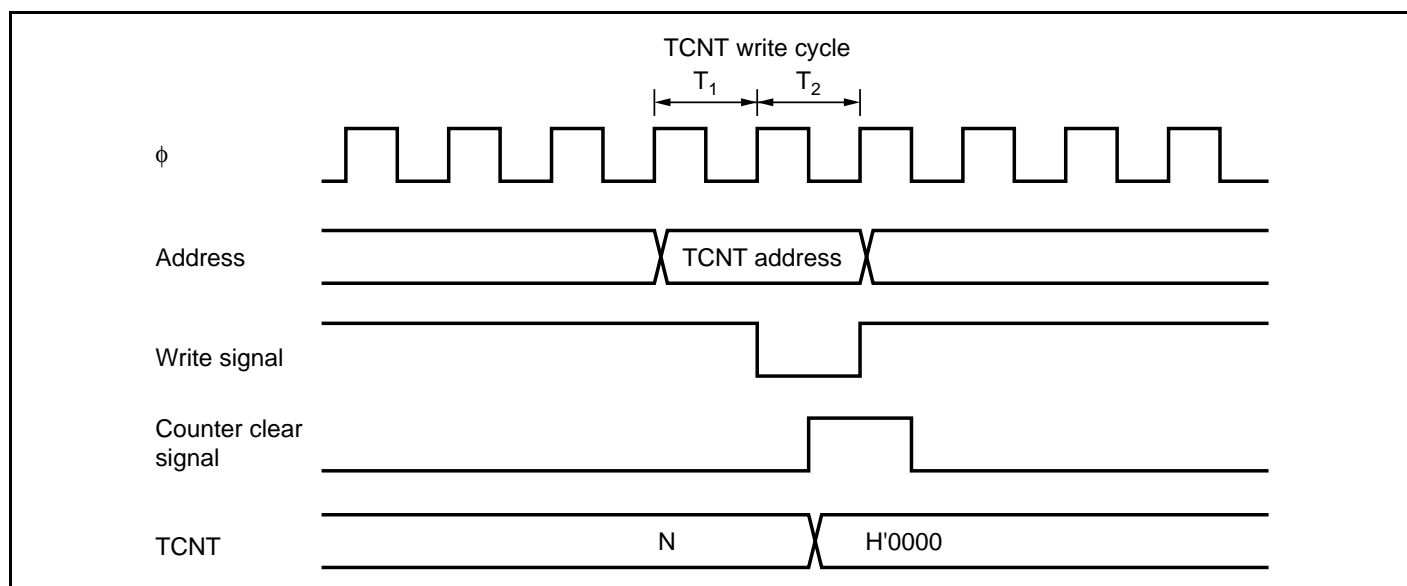 TCNT write cycle
T1 T2
ϕ
Address
TCNT address
Write signal
Counter clear
signal
TCNT
N
H'0000